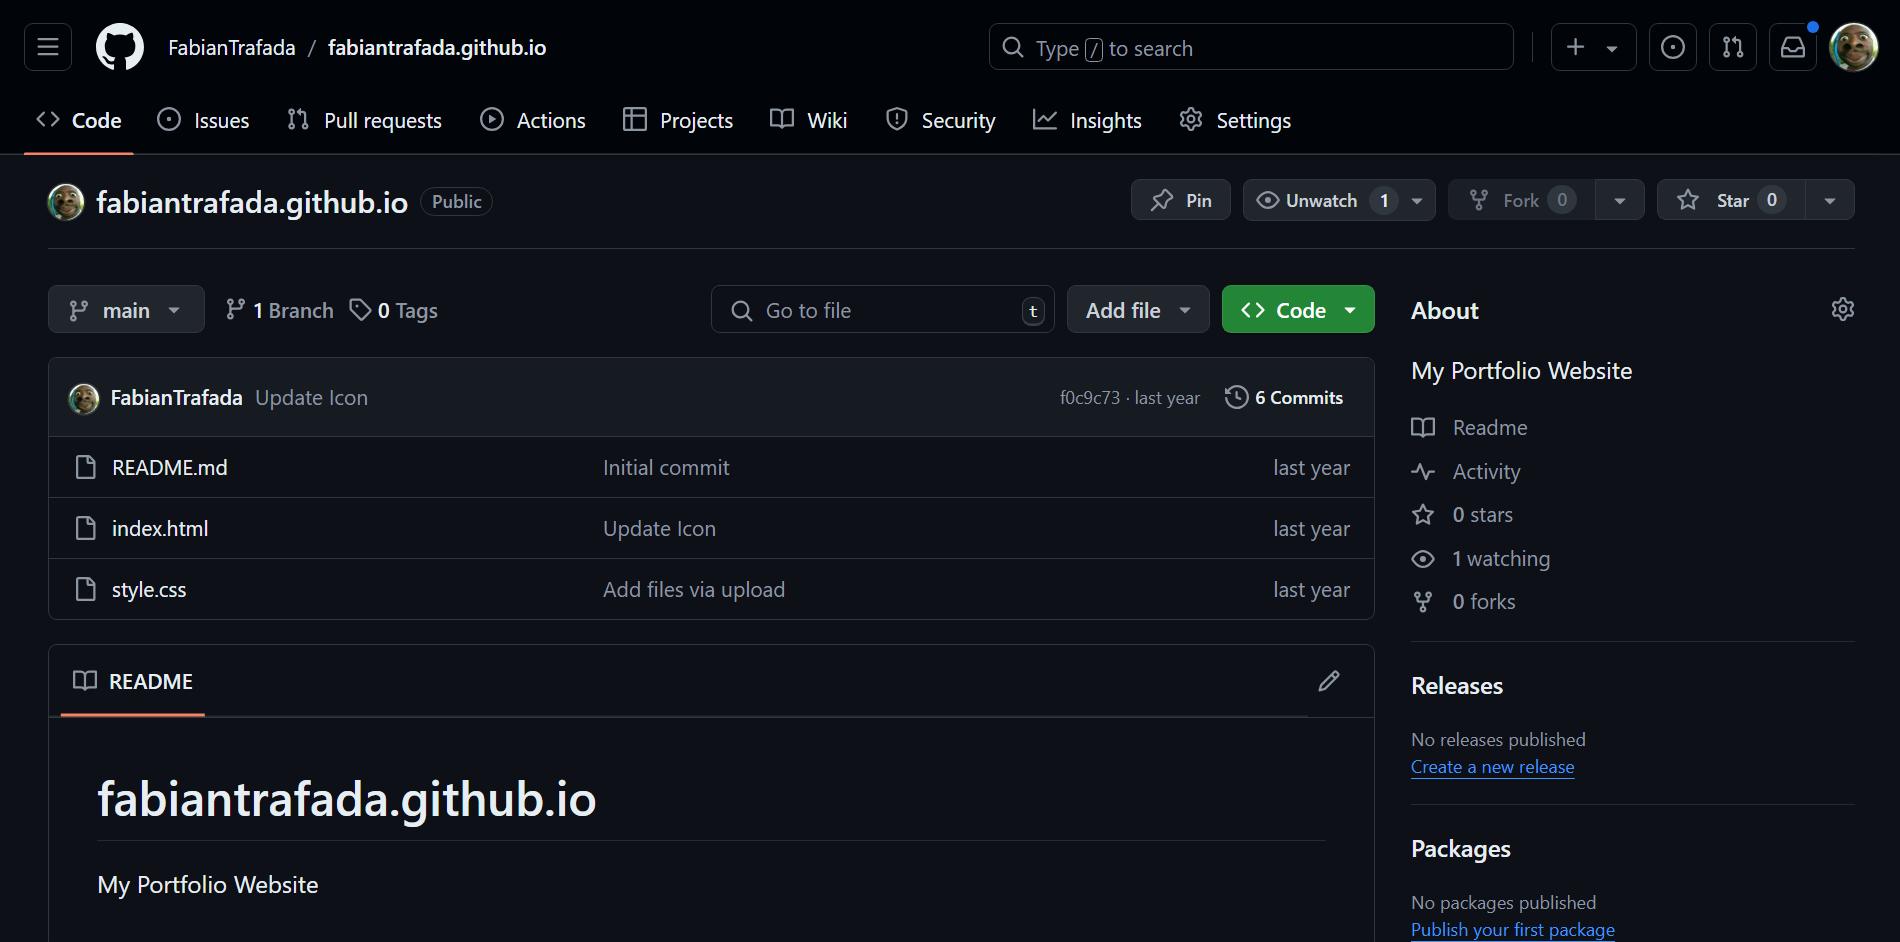 FabianTrafada / fabiantrafada.github.io
Type / to search
Code Issues Pull requests Actions Projects Wiki Security Insights Settings
fabiantrafada.github.io Public
Pin Unwatch 1 Fork 0 Star 0
main 1 Branch 0 Tags
Go to file t Add file Code
FabianTrafada Update Icon f0c9c73 · last year 6 Commits
README.md Initial commit last year
index.html Update Icon last year
style.css Add files via upload last year
README
fabiantrafada.github.io
My Portfolio Website
About
My Portfolio Website
Readme
Activity
0 stars
1 watching
0 forks
Releases
No releases published
Create a new release
Packages
No packages published
Publish your first package